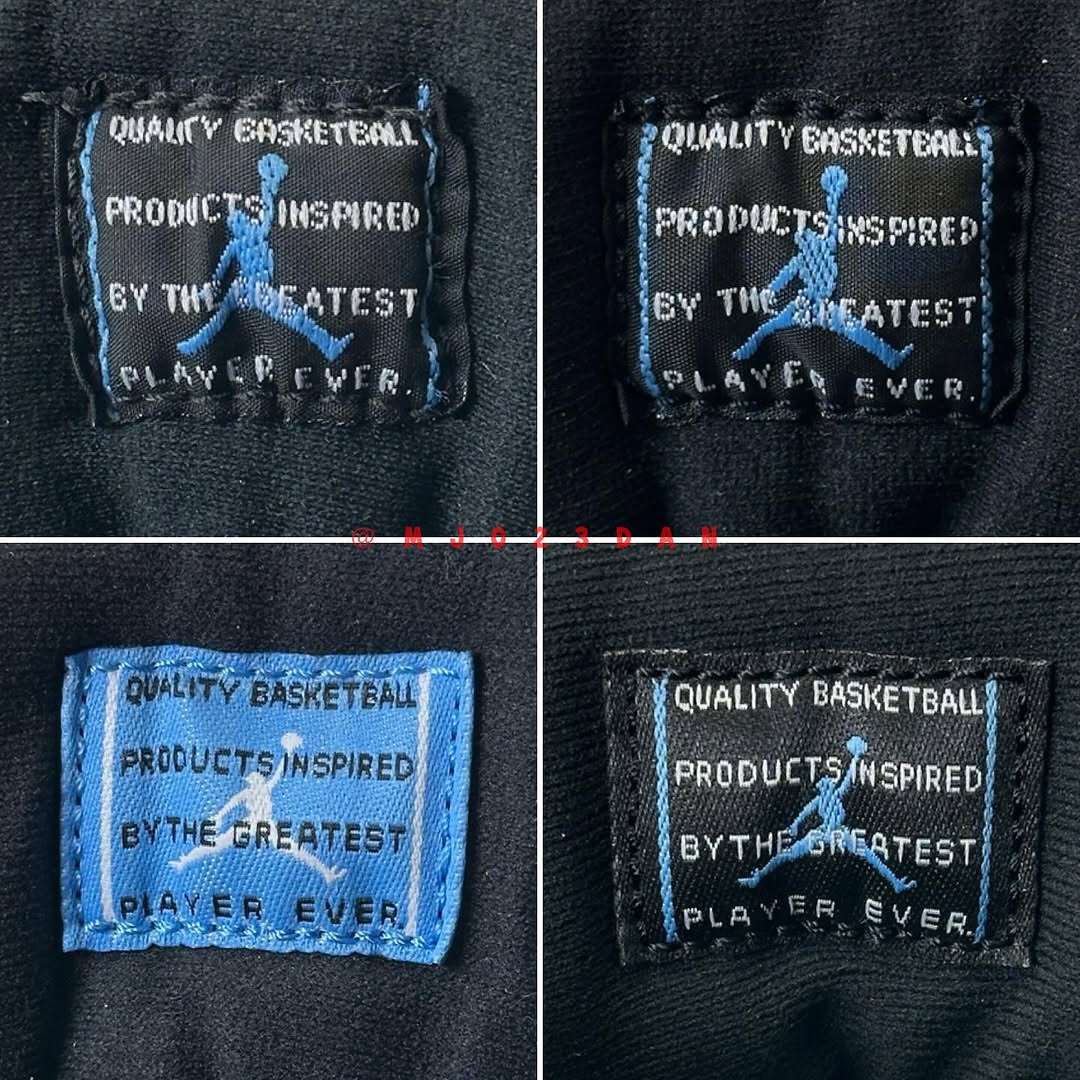 QUALITY BASKETBALL
PRODUCTS INSPIRED
BY THE GREATEST
PLAYER EVER.
QUALITY BASKETBALL
PRODUCTS INSPIRED
BY THE GREATEST
PLAYER EVER.
@MJO23DAN
QUALITY BASKETBALL
PRODUCTS INSPIRED
BY THE GREATEST
PLAYER EVER.
QUALITY BASKETBALL
PRODUCTS INSPIRED
BY THE GREATEST
PLAYER EVER.